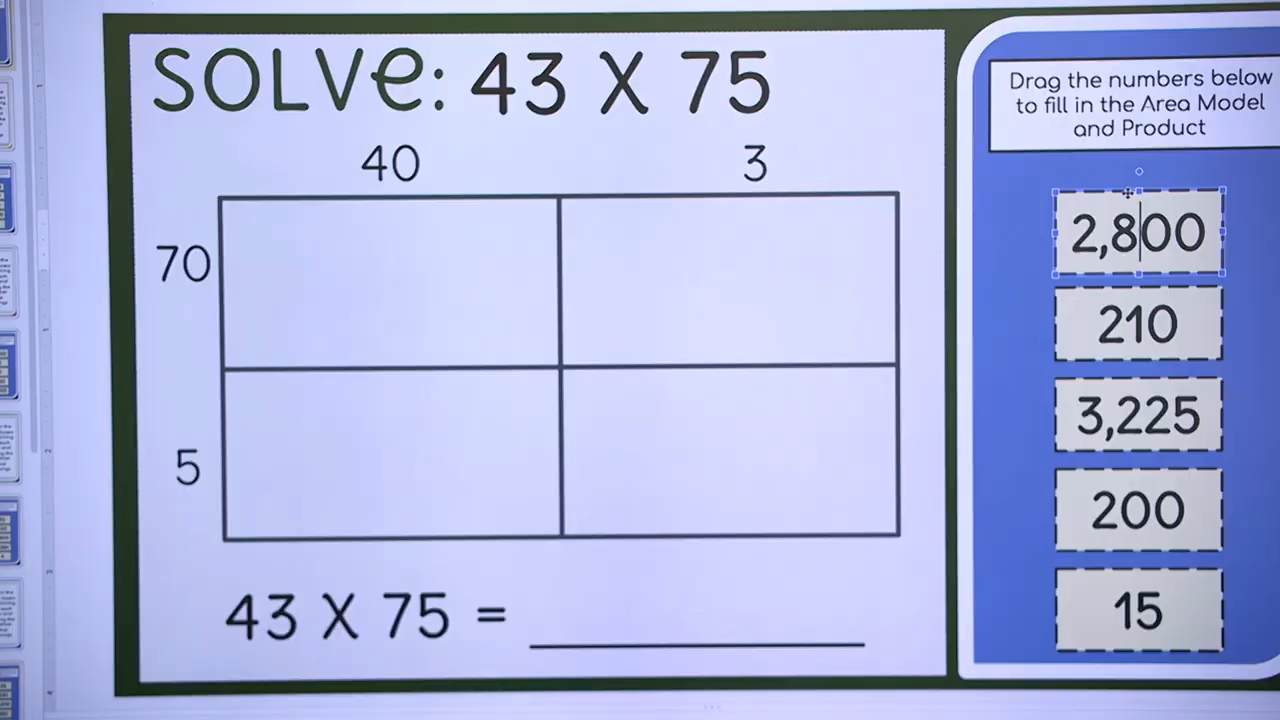 SOLVe: 43 X 75
40
3
70
5
43 X 75 =
Drag the numbers below
to fill in the Area Model
and Product
2,800
210
3,225
200
15